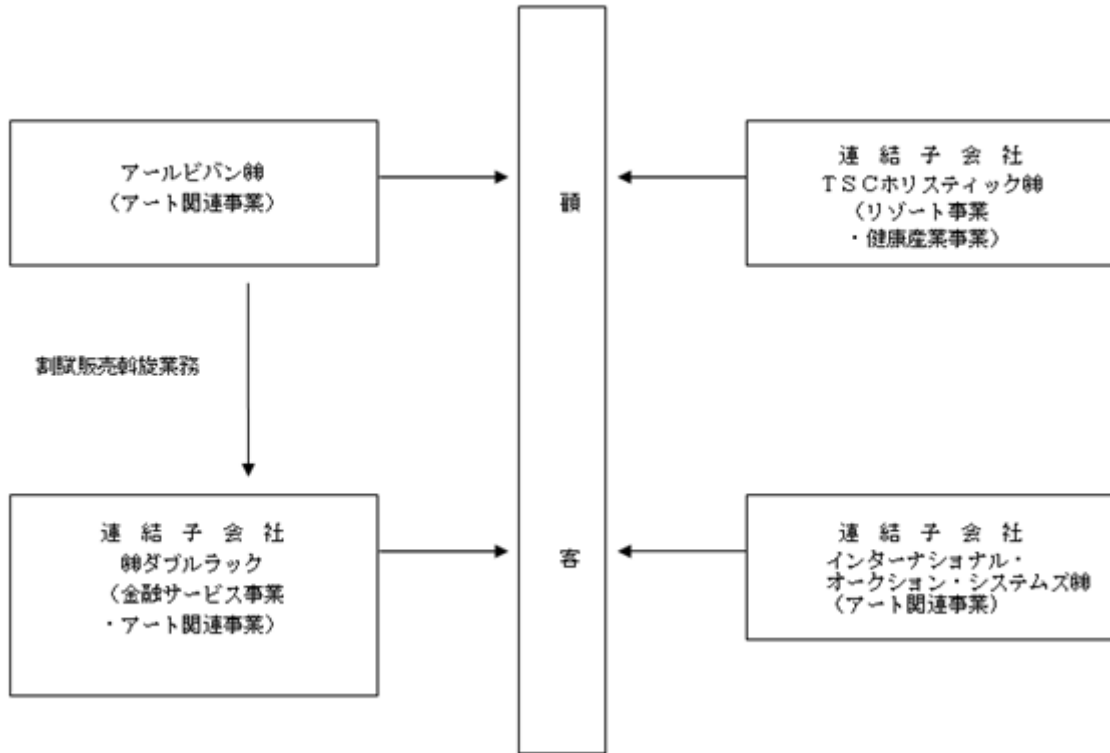 アールビバン㈱
（アート関連事業）
割賦販売斡旋業務
連結子会社
㈱ダブルラック
（金融サービス事業
・アート関連事業）
顧
客
連結子会社
ＴＳＣホリスティック㈱
（リゾート事業
・健康産業事業）
連結子会社
インターナショナル・
オークション・システムズ㈱
（アート関連事業）